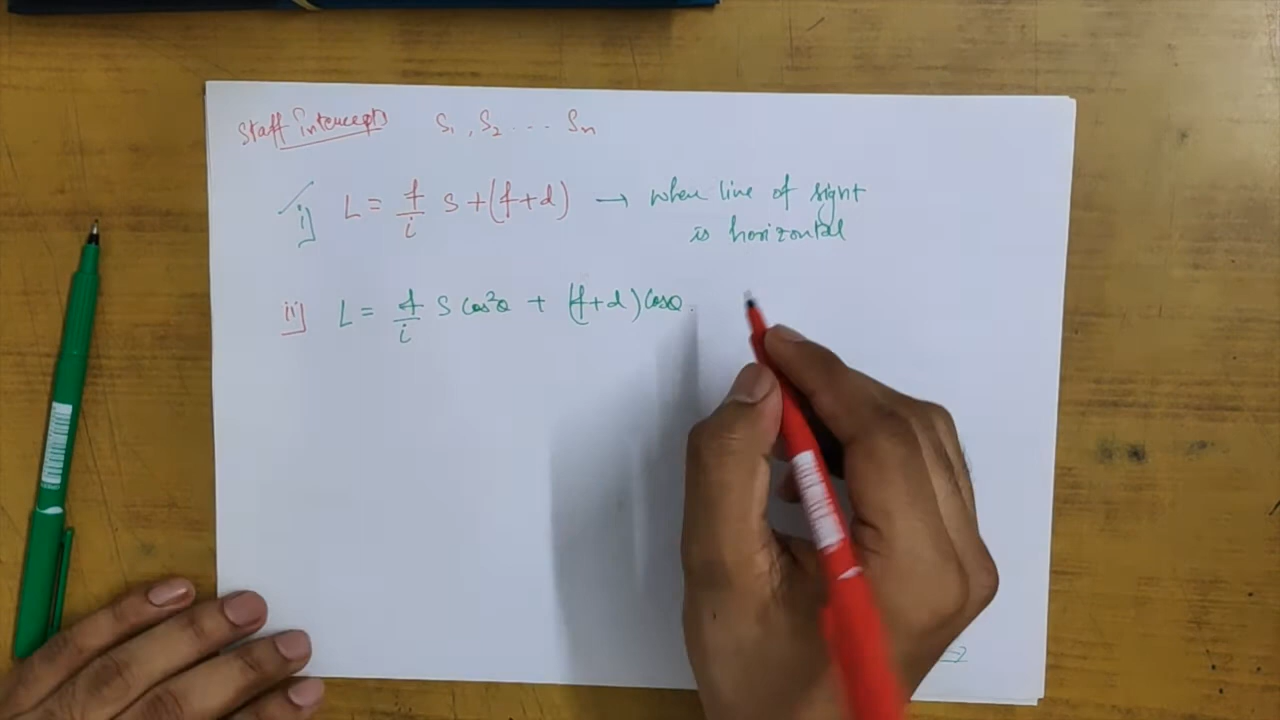 Staff Intercepts S₁, S₂ ... Sn
i) L = f/i S + (f+d) → when line of sight
is horizontal
ii) L = f/i S cos²θ + (f+d) cosθ.